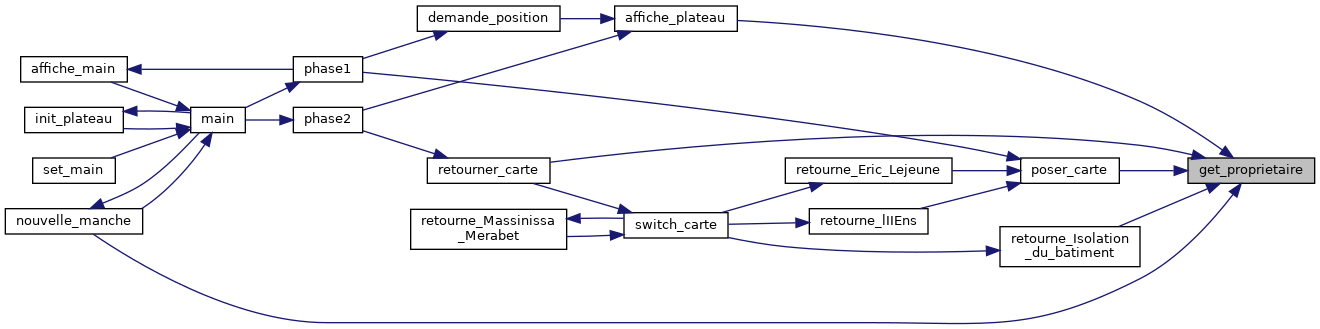 demande_position
affiche_plateau
affiche_main
phase1
init_plateau
main
phase2
set_main
retourner_carte
retourne_Eric_Lejeune
poser_carte
get_proprietaire
nouvelle_manche
retourne_Massinissa
_Merabet
switch_carte
retourne_lIIEns
retourne_Isolation
_du_batiment